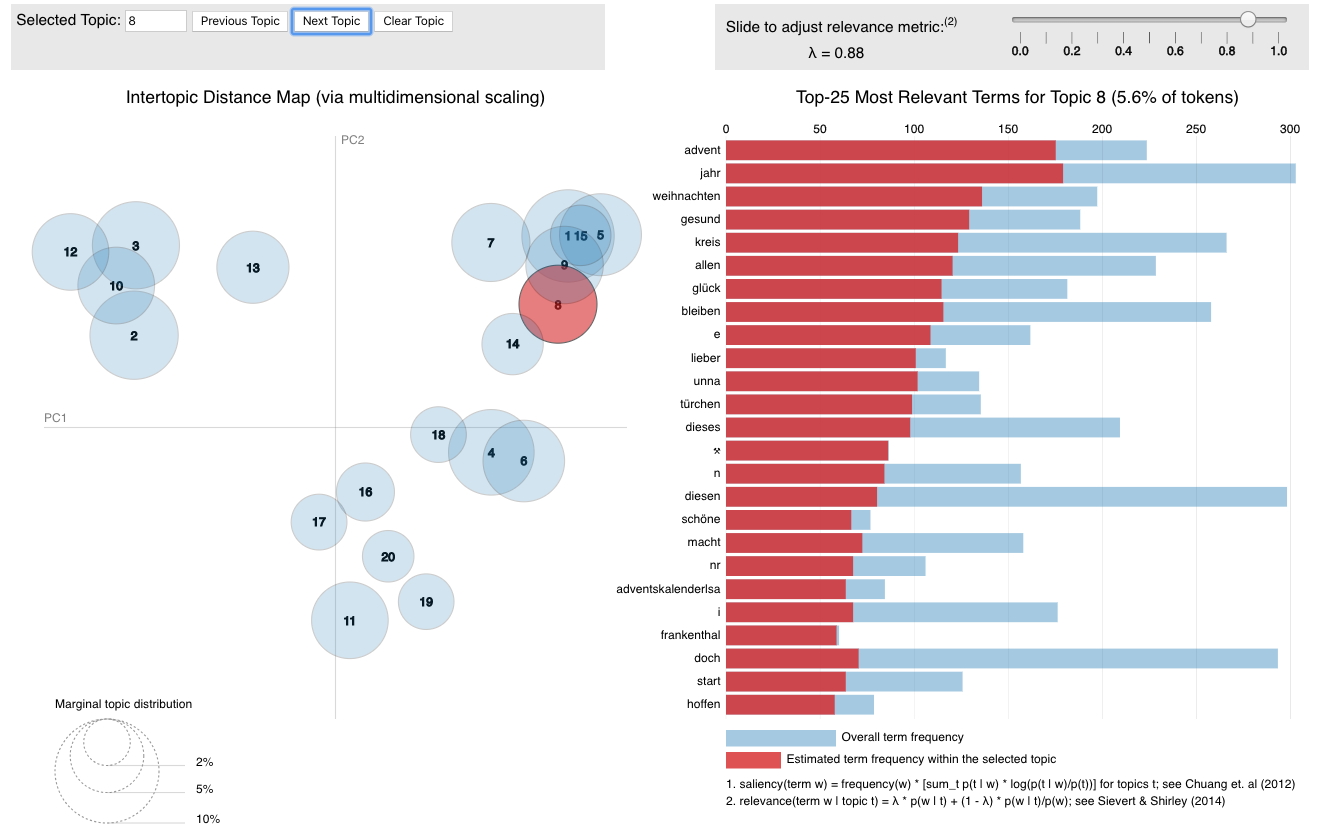 Selected Topic: 8 Previous Topic Next Topic Clear Topic
Slide to adjust relevance metric:(2)
λ = 0.88
0.0 0.2 0.4 0.6 0.8 1.0
Intertopic Distance Map (via multidimensional scaling)
PC2
PC1
12
3
10
2
13
7
1
15
5
9
8
14
18
4
6
16
17
20
19
11
Marginal topic distribution
2%
5%
10%
Top-25 Most Relevant Terms for Topic 8 (5.6% of tokens)
0 50 100 150 200 250 300
advent
jahr
weihnachten
gesund
kreis
allen
glück
bleiben
e
lieber
unna
türchen
dieses
⚒
n
diesen
schöne
macht
nr
adventskalenderlsa
i
frankenthal
doch
start
hoffen
Overall term frequency
Estimated term frequency within the selected topic
1. saliency(term w) = frequency(w) * [sum_t p(t | w) * log(p(t | w)/p(t))] for topics t; see Chuang et. al (2012)
2. relevance(term w | topic t) = λ * p(w | t) + (1 - λ) * p(w | t)/p(w); see Sievert & Shirley (2014)